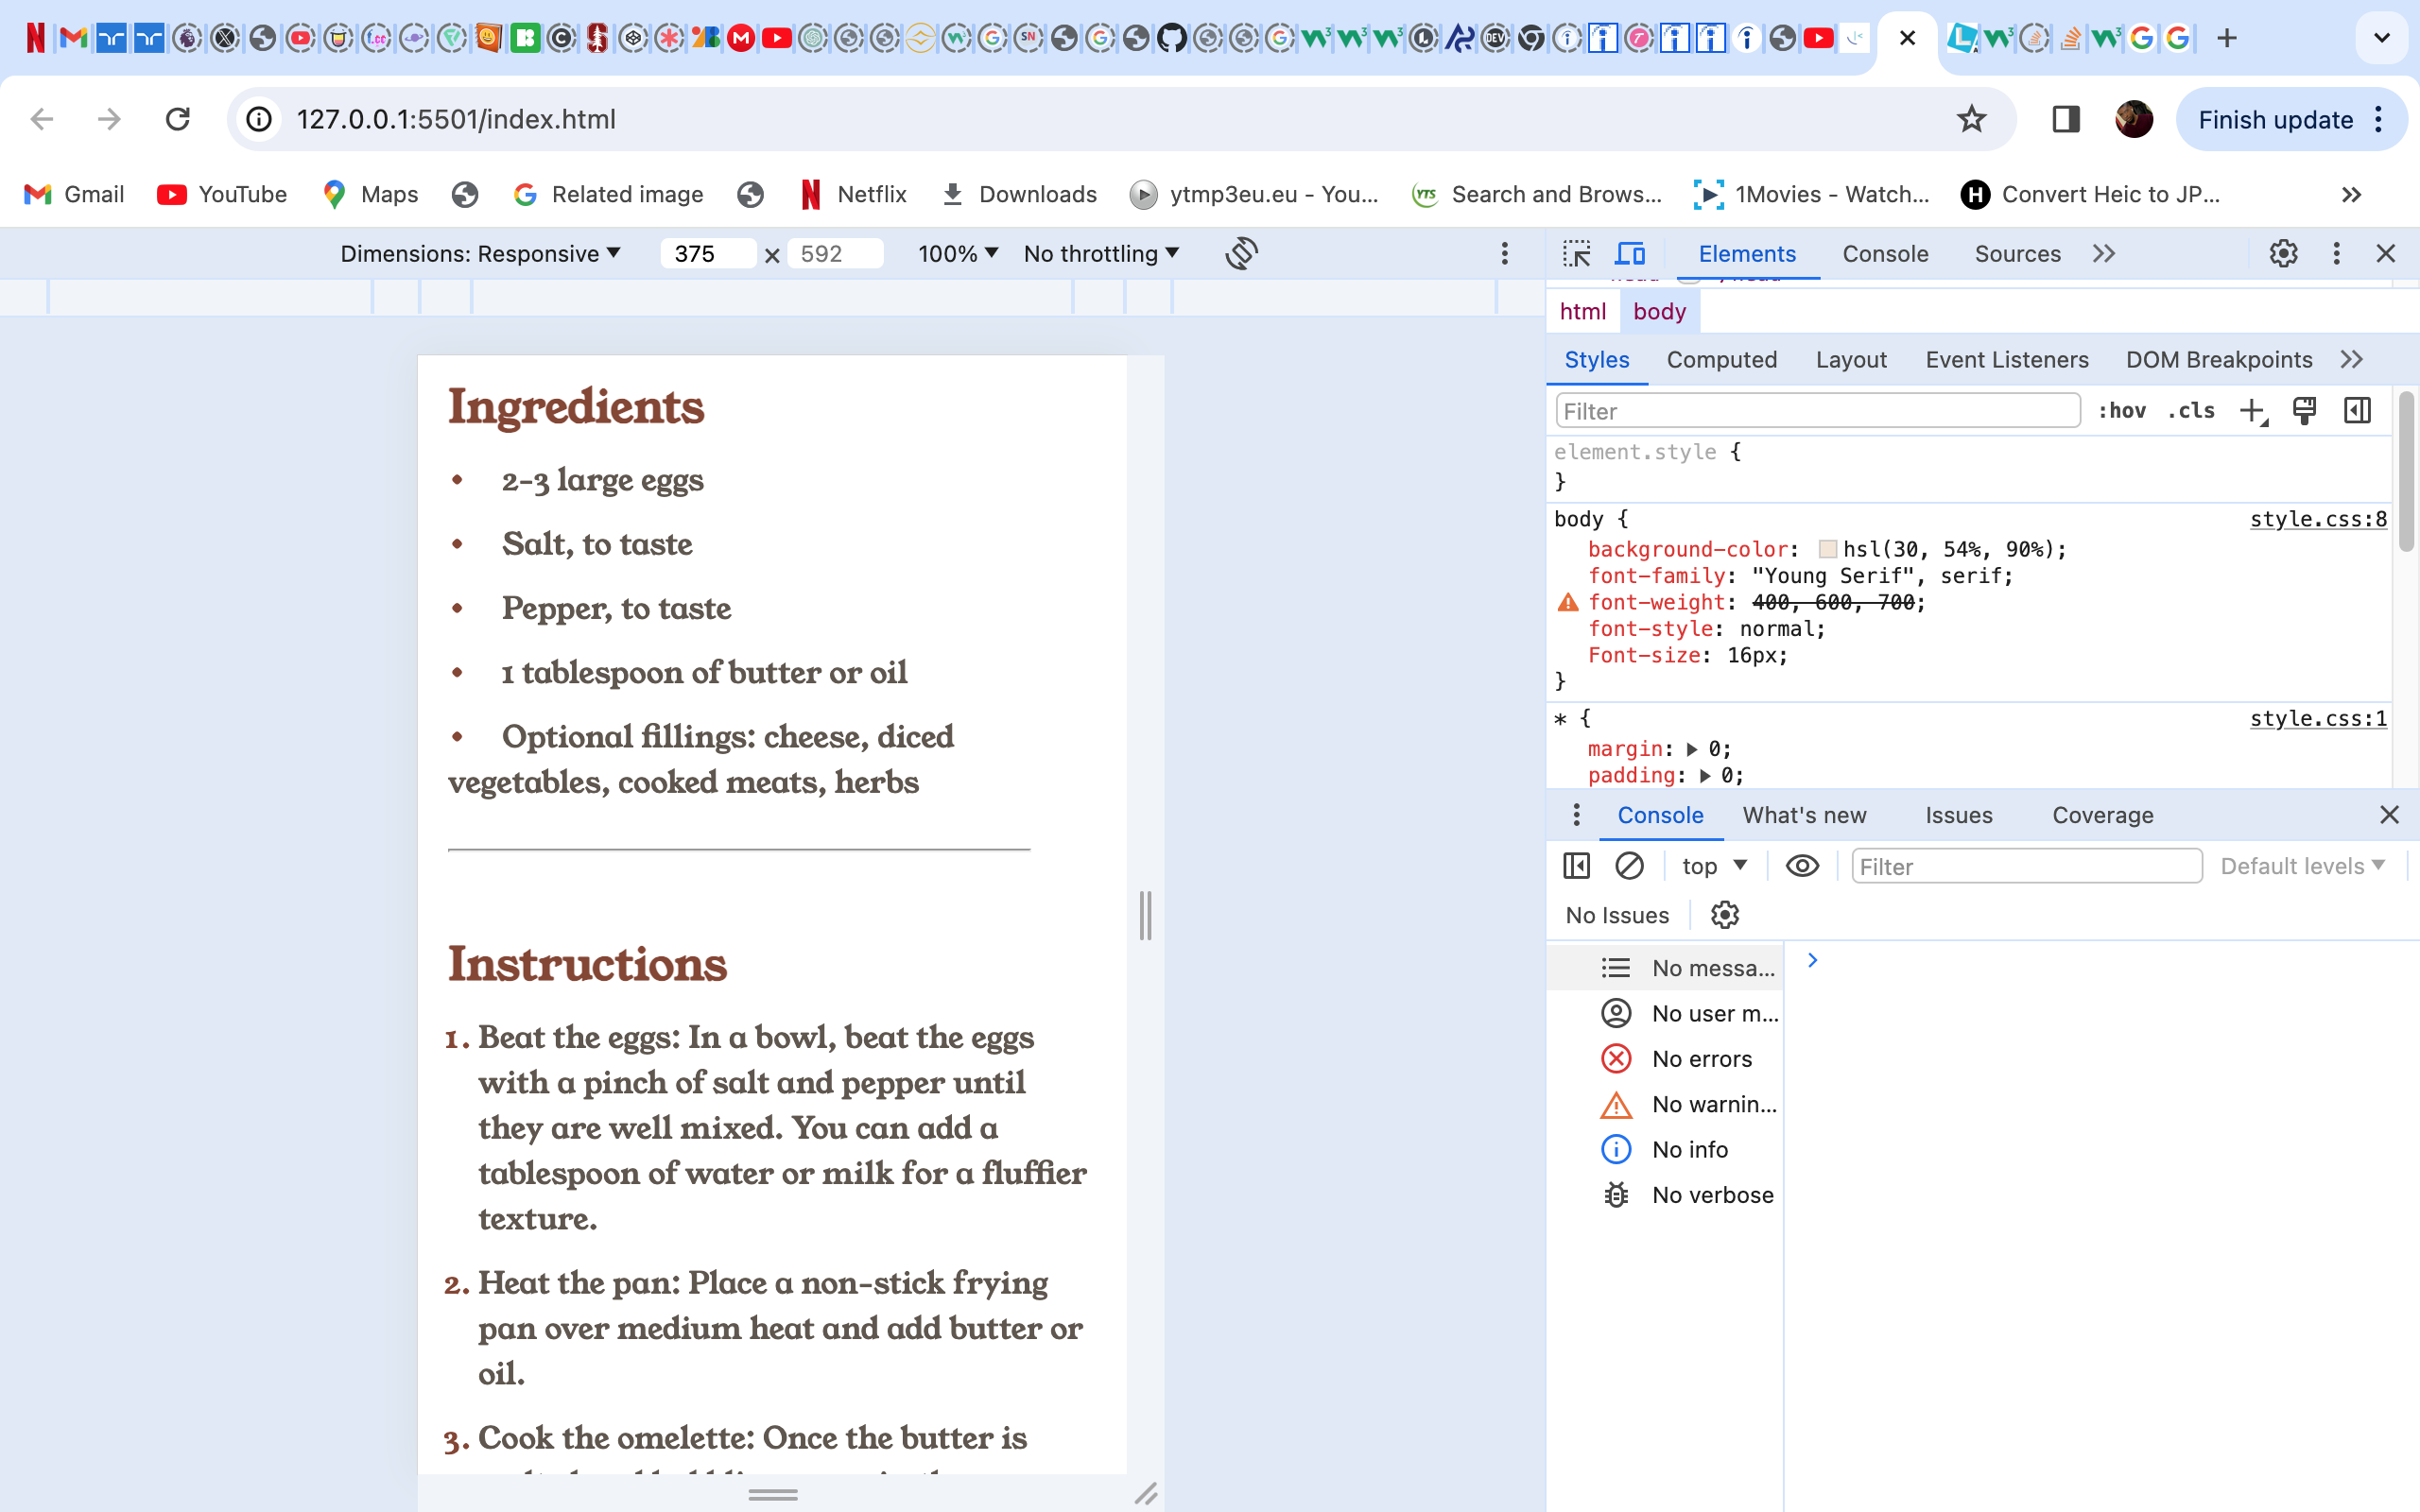 127.0.0.1:5501/index.html
Finish update
Gmail
YouTube
Maps
Related image
Netflix
Downloads
ytmp3eu.eu - You...
YTS
Search and Brows...
1Movies - Watch...
H
Convert Heic to JP...
Dimensions: Responsive
375 x 592
100%
No throttling
Elements
Console
Sources
html
body
Styles
Computed
Layout
Event Listeners
DOM Breakpoints
Filter
:hov
.cls
element.style {
}
body {
style.css:8
background-color: hsl(30, 54%, 90%);
font-family: "Young Serif", serif;
font-weight: 400, 600, 700;
font-style: normal;
Font-size: 16px;
}
* {
style.css:1
margin: 0;
padding: 0;
Console
What's new
Issues
Coverage
top
Filter
Default levels
No Issues
No messa...
No user m...
No errors
No warnin...
No info
No verbose
Ingredients
• 2-3 large eggs
• Salt, to taste
• Pepper, to taste
• 1 tablespoon of butter or oil
• Optional fillings: cheese, diced
vegetables, cooked meats, herbs
Instructions
1. Beat the eggs: In a bowl, beat the eggs
with a pinch of salt and pepper until
they are well mixed. You can add a
tablespoon of water or milk for a fluffier
texture.
2. Heat the pan: Place a non-stick frying
pan over medium heat and add butter or
oil.
3. Cook the omelette: Once the butter is